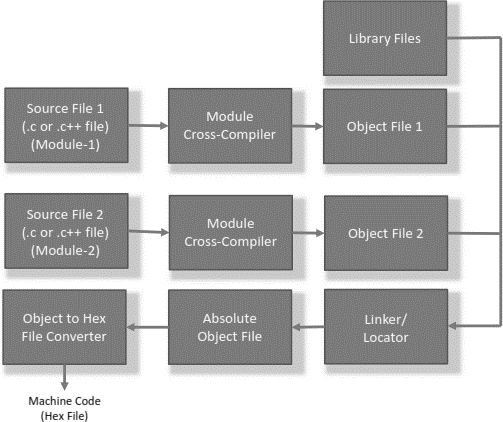 Library Files
Source File 1
(.c or .c++ file)
(Module-1)
Module
Cross-Compiler
Object File 1
Source File 2
(.c or .c++ file)
(Module-2)
Module
Cross-Compiler
Object File 2
Object to Hex
File Converter
Absolute
Object File
Linker/
Locator
Machine Code
(Hex File)